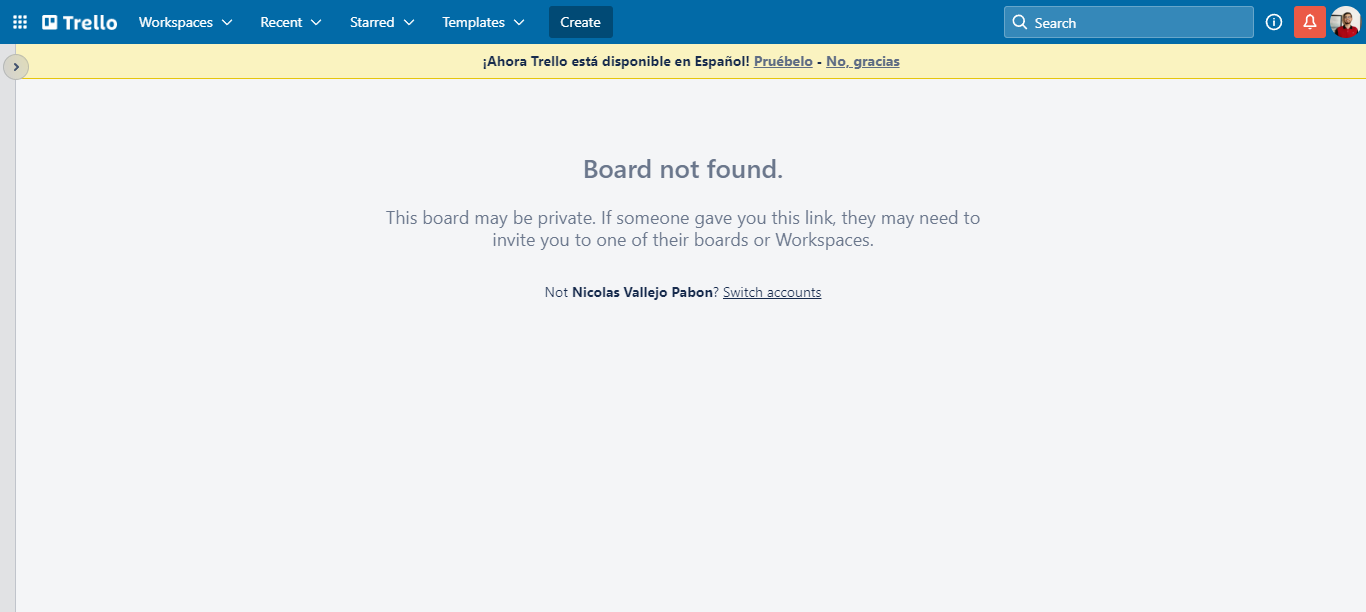 Trello Workspaces Recent Starred Templates Create Search
¡Ahora Trello está disponible en Español! Pruébelo - No, gracias
Board not found.
This board may be private. If someone gave you this link, they may need to
invite you to one of their boards or Workspaces.
Not Nicolas Vallejo Pabon? Switch accounts